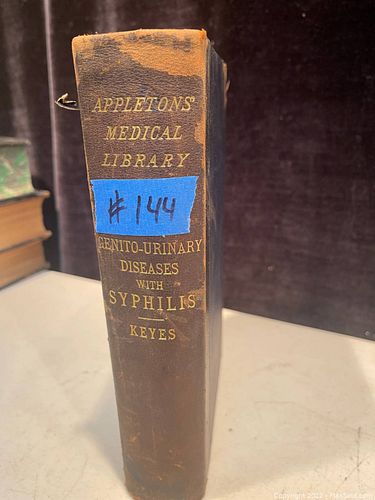 APPLETONS'
MEDICAL
LIBRARY
#144
GENITO-URINARY
DISEASES
WITH
SYPHILIS
KEYES